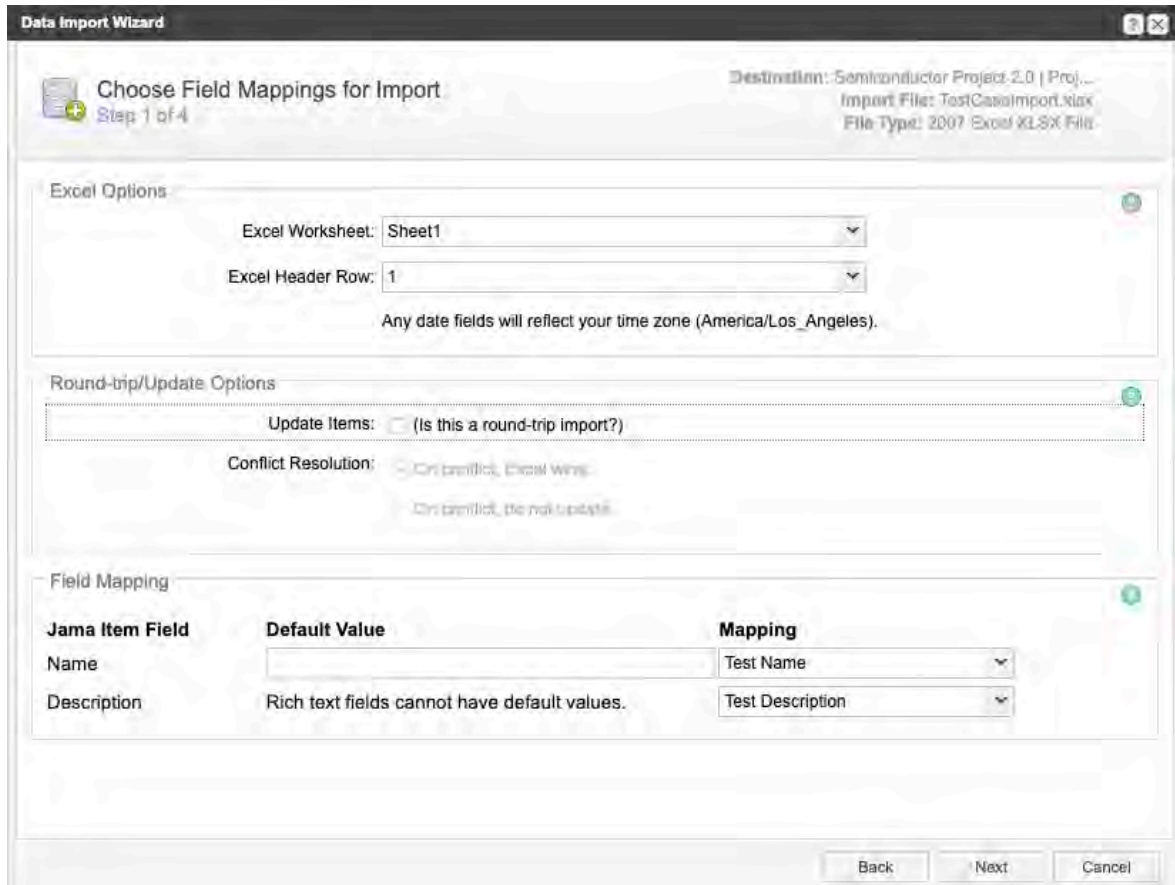 Data Import Wizard
?
Choose Field Mappings for Import
Step 1 of 4
Destination: Semiconductor Project 2.0 | Proj...
Import File: TestCaseImport.xlsx
File Type: 2007 Excel XLSX File
Excel Options
Excel Worksheet: Sheet1
Excel Header Row: 1
Any date fields will reflect your time zone (America/Los_Angeles).
Round-trip/Update Options
Update Items: (Is this a round-trip import?)
Conflict Resolution: On conflict, Excel wins.
On conflict, do not update.
Field Mapping
Jama Item Field Default Value Mapping
Name Test Name
Description Rich text fields cannot have default values. Test Description
Back Next Cancel